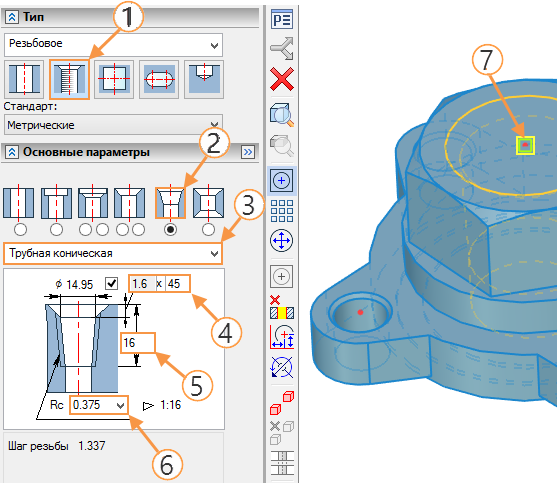 Тип
1
Резьбовое
Стандарт:
Метрические
Основные параметры
2
3
Трубная коническая
ϕ 14.95
1.6 x 45
4
16
5
Rc 0.375
1:16
6
Шаг резьбы 1.337
7